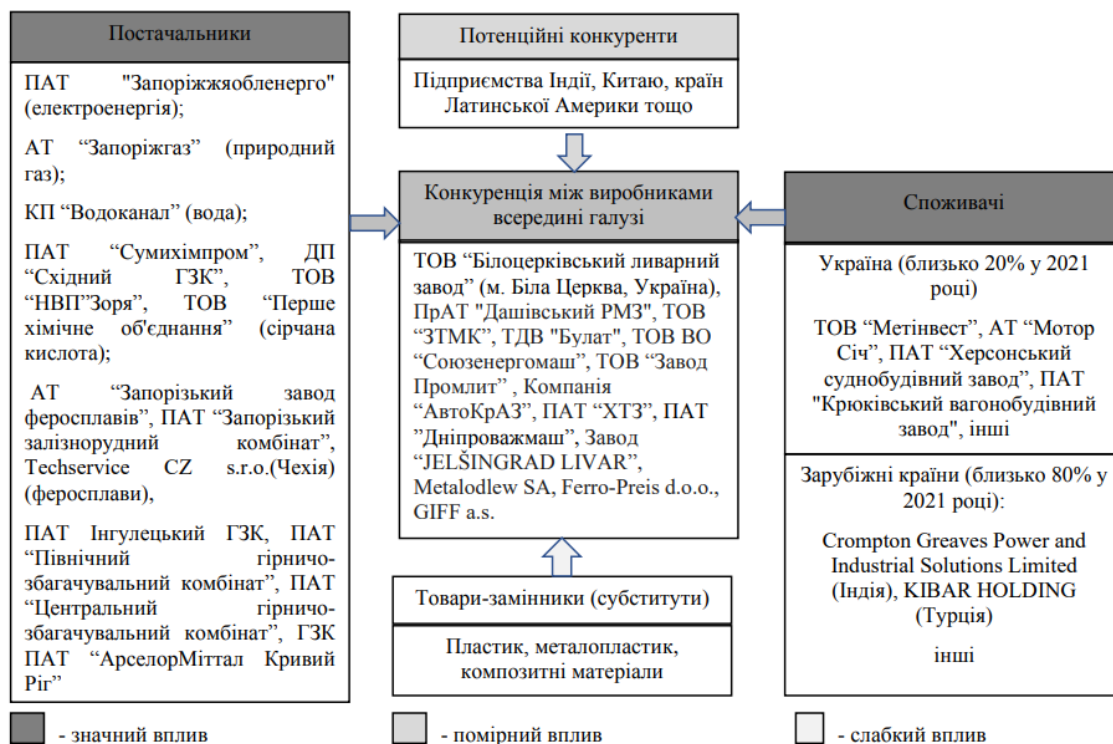 Постачальники
ПАТ "Запоріжжяобленерго"
(електроенергія);
АТ “Запоріжгаз” (природний
газ);
КП “Водоканал” (вода);
ПАТ “Сумихімпром”, ДП
“Східний ГЗК”, ТОВ
“НВП”Зоря”, ТОВ “Перше
хімічне об'єднання” (сірчана
кислота);
АТ “Запорізький завод
феросплавів”, ПАТ “Запорізький
залізнорудний комбінат”,
Techservice CZ s.r.o.(Чехія)
(феросплави),
ПАТ Інгулецький ГЗК, ПАТ
“Північний гірничо-
збагачувальний комбінат”, ПАТ
“Центральний гірничо-
збагачувальний комбінат”, ГЗК
ПАТ “АрселорМіттал Кривий
Ріг”
Потенційні конкуренти
Підприємства Індії, Китаю, країн
Латинської Америки тощо
Конкуренція між виробниками
всередині галузі
ТОВ “Білоцерківський ливарний
завод” (м. Біла Церква, Україна),
ПрАТ "Дашівський РМЗ", ТОВ
“ЗТМК”, ТДВ "Булат", ТОВ ВО
“Союзенергомаш”, ТОВ “Завод
Промлит” , Компанія
“АвтоКрАЗ”, ПАТ “ХТЗ”, ПАТ
"Дніпроважмаш”, Завод
“JELŠINGRAD LIVAR”,
Metalodlew SA, Ferro-Preis d.o.o.,
GIFF a.s.
Товари-замінники (субститути)
Пластик, металопластик,
композитні матеріали
Споживачі
Україна (близько 20% у 2021
році)
ТОВ “Метінвест”, АТ “Мотор
Січ”, ПАТ “Херсонський
суднобудівний завод”, ПАТ
"Крюківський вагонобудівний
завод", інші
Зарубіжні країни (близько 80% у
2021 році):
Crompton Greaves Power and
Industrial Solutions Limited
(Індія), KIBAR HOLDING
(Турція)
інші
- значний вплив
- помірний вплив
- слабкий вплив